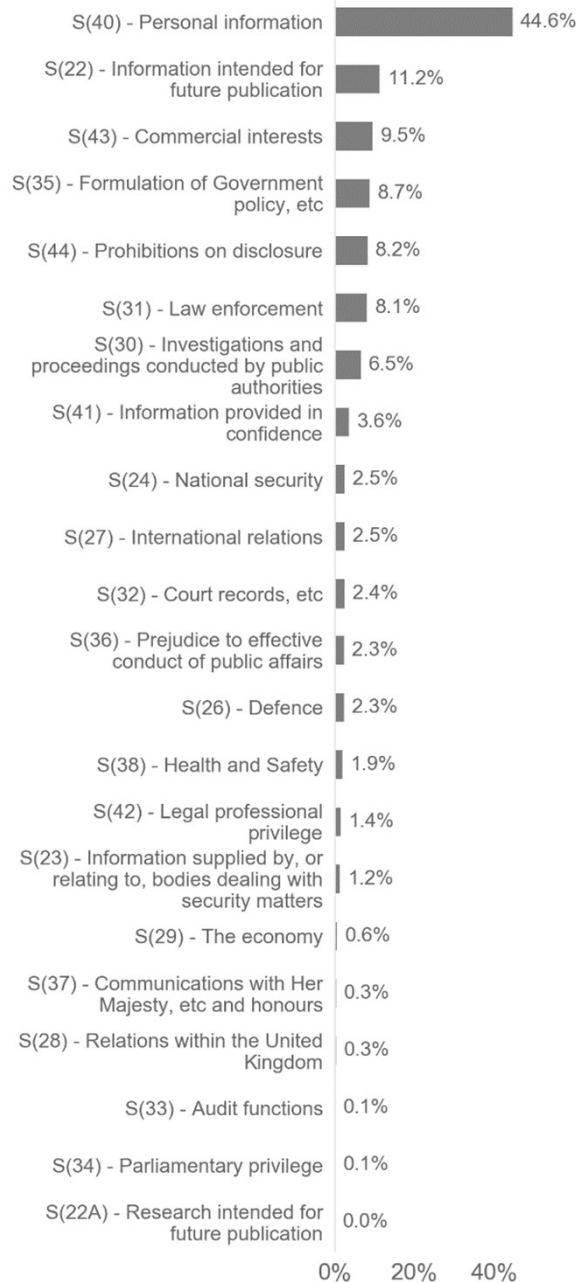 S(40) - Personal information 44.6%
S(22) - Information intended for
future publication 11.2%
S(43) - Commercial interests 9.5%
S(35) - Formulation of Government
policy, etc 8.7%
S(44) - Prohibitions on disclosure 8.2%
S(31) - Law enforcement 8.1%
S(30) - Investigations and
proceedings conducted by public
authorities 6.5%
S(41) - Information provided in
confidence 3.6%
S(24) - National security 2.5%
S(27) - International relations 2.5%
S(32) - Court records, etc 2.4%
S(36) - Prejudice to effective
conduct of public affairs 2.3%
S(26) - Defence 2.3%
S(38) - Health and Safety 1.9%
S(42) - Legal professional
privilege 1.4%
S(23) - Information supplied by, or
relating to, bodies dealing with
security matters 1.2%
S(29) - The economy 0.6%
S(37) - Communications with Her
Majesty, etc and honours 0.3%
S(28) - Relations within the United
Kingdom 0.3%
S(33) - Audit functions 0.1%
S(34) - Parliamentary privilege 0.1%
S(22A) - Research intended for
future publication 0.0%
0% 20% 40%